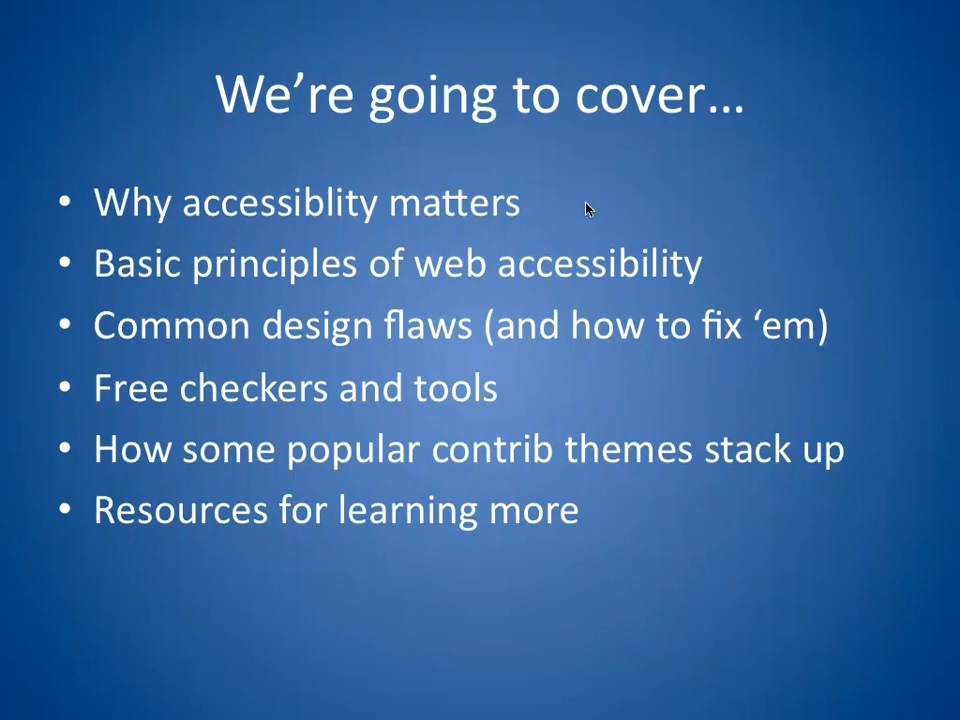 We’re going to cover…
• Why accessiblity matters
• Basic principles of web accessibility
• Common design flaws (and how to fix ‘em)
• Free checkers and tools
• How some popular contrib themes stack up
• Resources for learning more